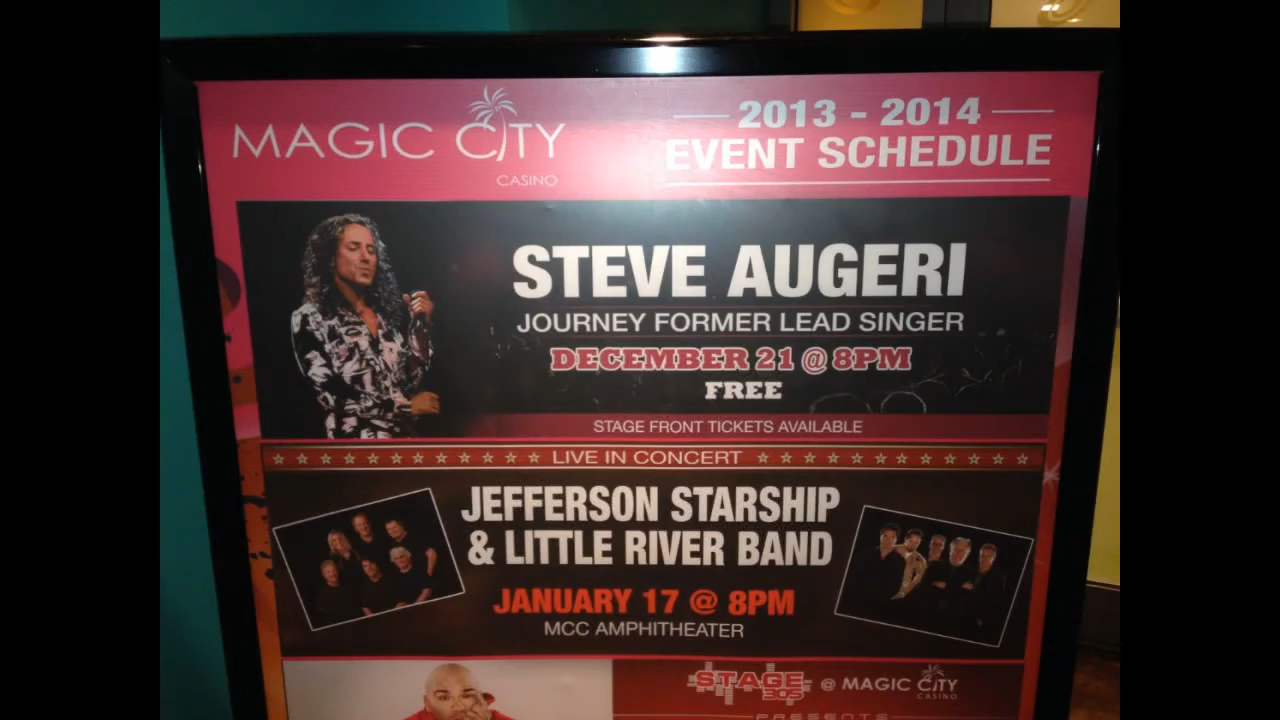 MAGIC CITY
CASINO
2013 - 2014
EVENT SCHEDULE
STEVE AUGERI
JOURNEY FORMER LEAD SINGER
DECEMBER 21 @ 8PM
FREE
STAGE FRONT TICKETS AVAILABLE
LIVE IN CONCERT
JEFFERSON STARSHIP
& LITTLE RIVER BAND
JANUARY 17 @ 8PM
MCC AMPHITHEATER
STAGE 305 @ MAGIC CITY
CASINO
PRESENTS